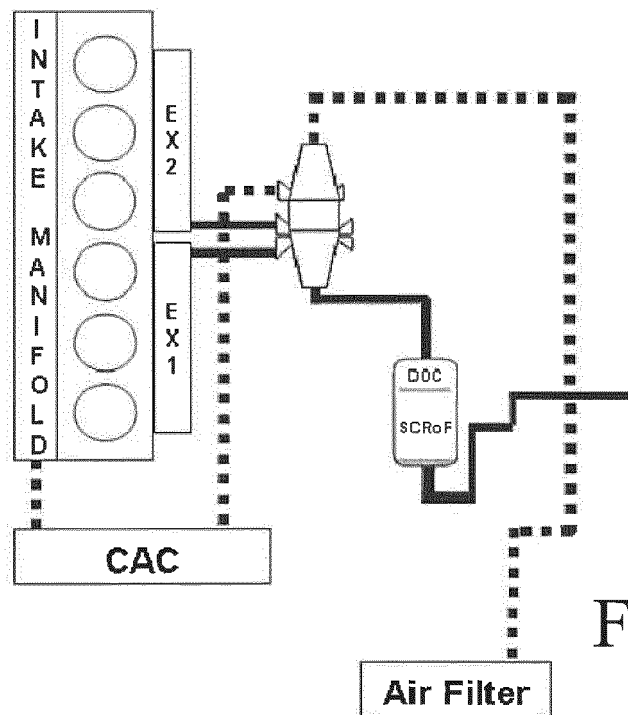 INTAKE MANIFOLD
EX2
EX1
DOC
SCRoF
CAC
F
Air Filter